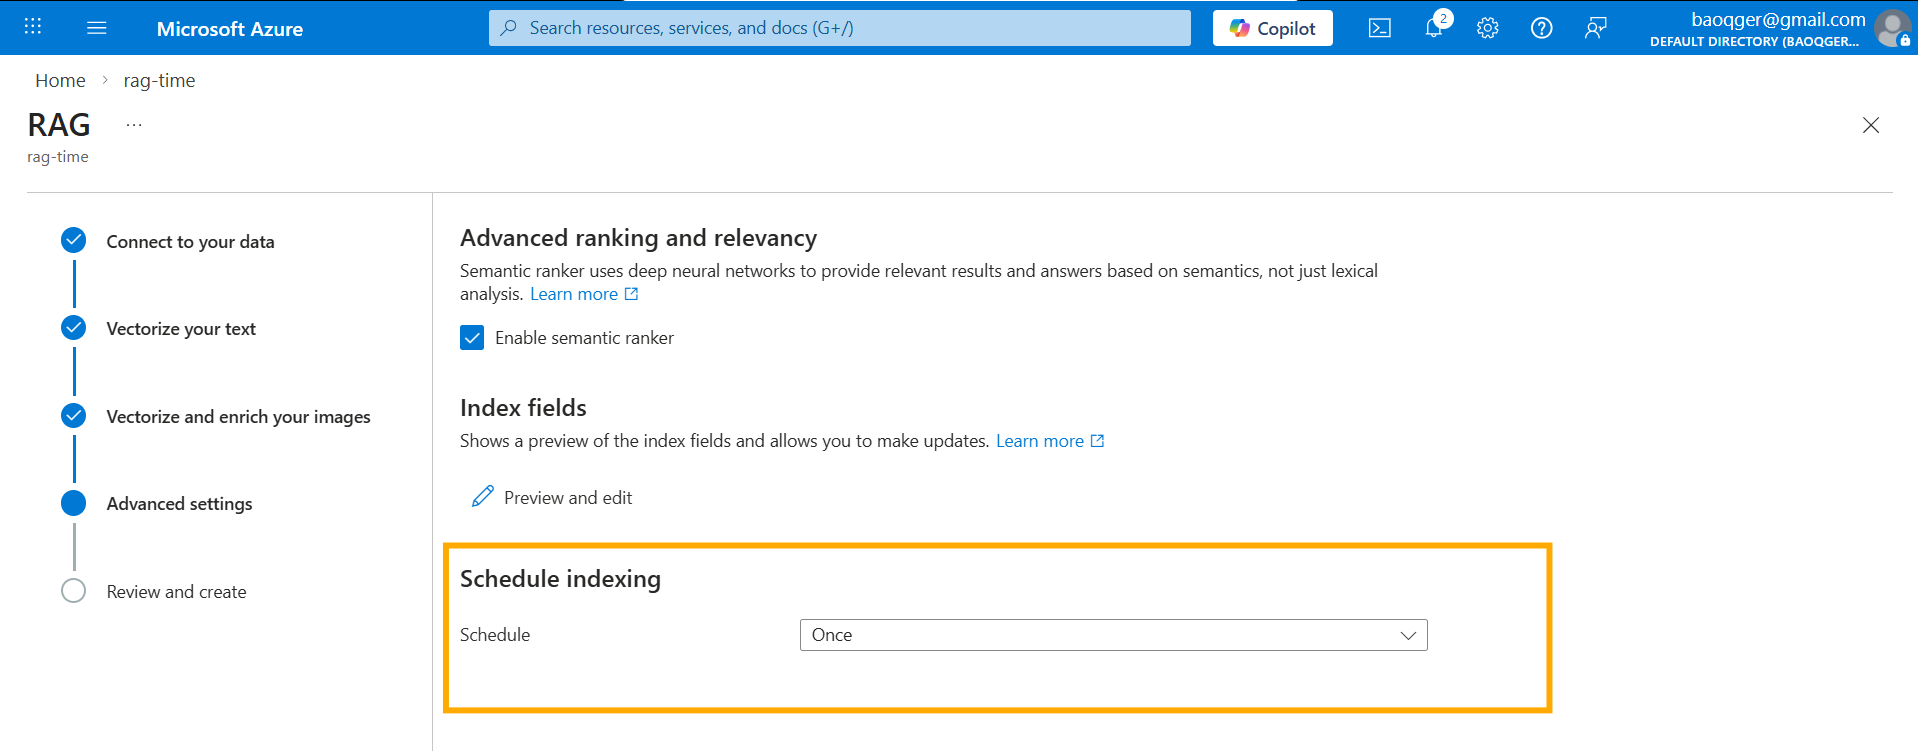 Microsoft Azure
Search resources, services, and docs (G+/)
Copilot
2
baoqger@gmail.com
DEFAULT DIRECTORY (BAOQGER...
Home > rag-time
RAG ...
rag-time
Connect to your data
Vectorize your text
Vectorize and enrich your images
Advanced settings
Review and create
Advanced ranking and relevancy
Semantic ranker uses deep neural networks to provide relevant results and answers based on semantics, not just lexical
analysis. Learn more
Enable semantic ranker
Index fields
Shows a preview of the index fields and allows you to make updates. Learn more
Preview and edit
Schedule indexing
Schedule
Once